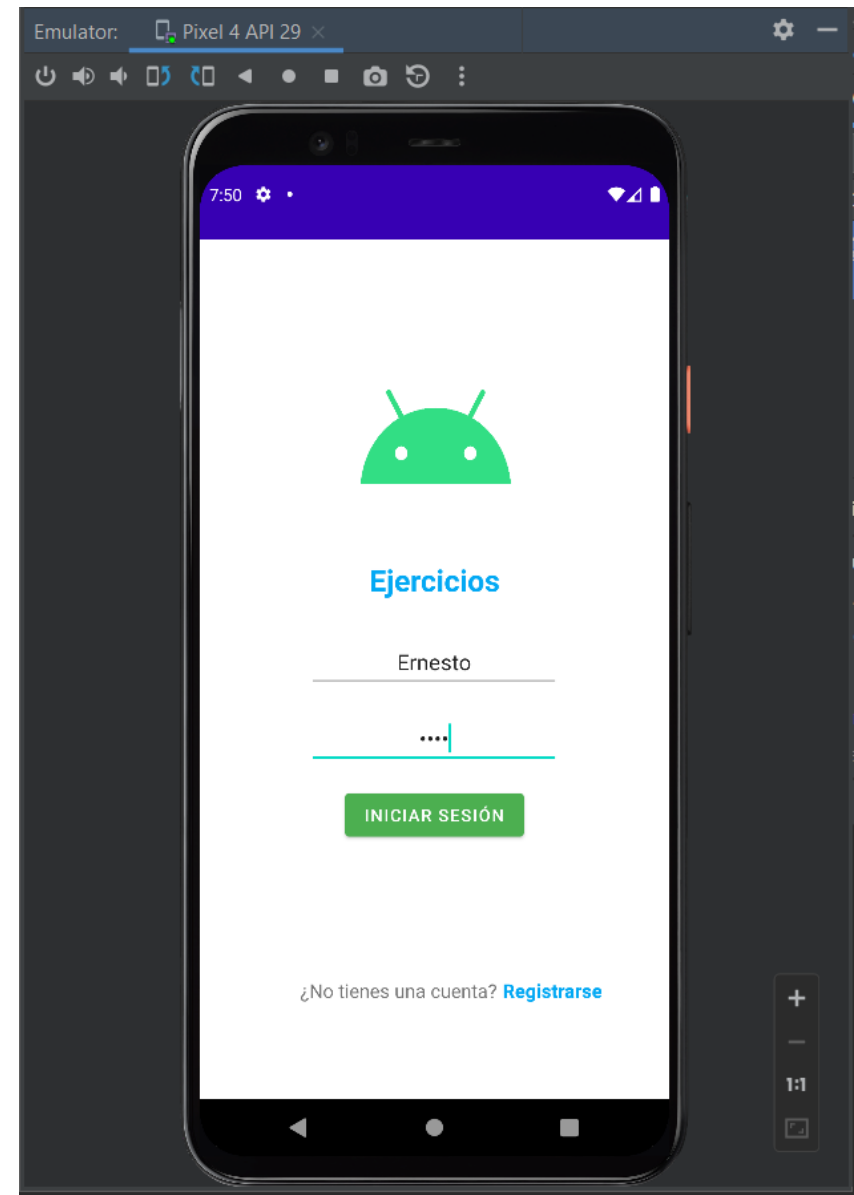 Emulator: Pixel 4 API 29
7:50
Ejercicios
Ernesto
••••
INICIAR SESIÓN
¿No tienes una cuenta? Registrarse
1:1